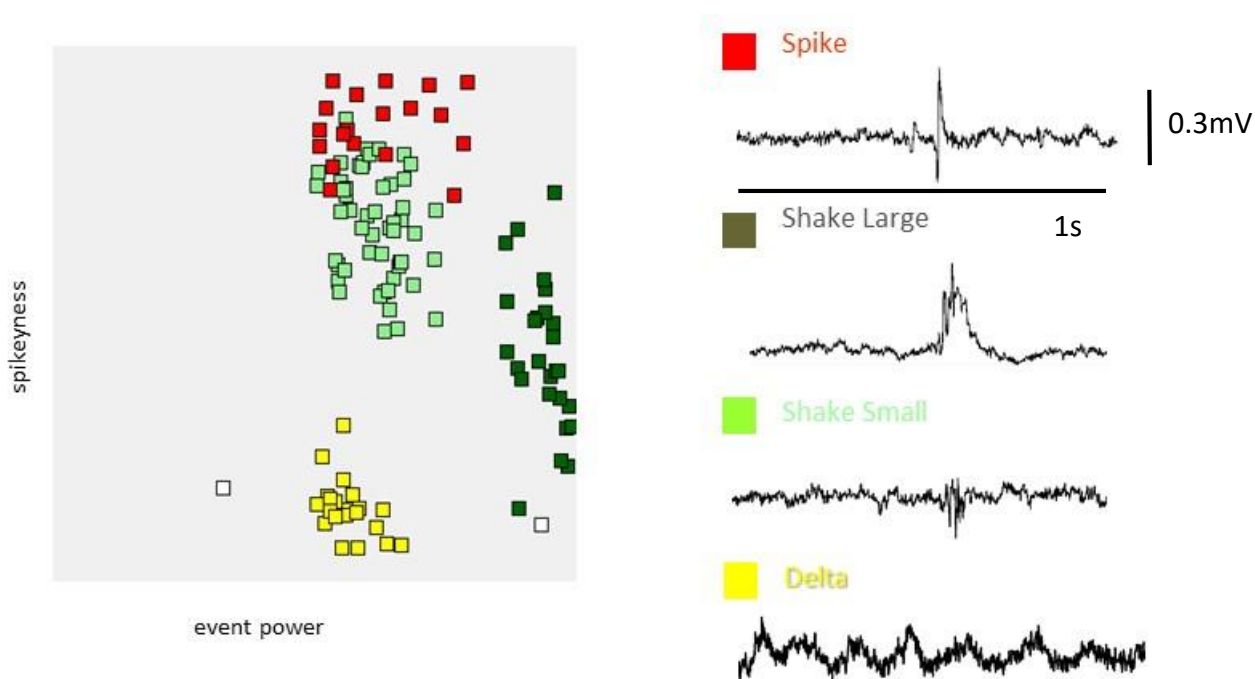 spikeyness
event power
Spike
0.3mV
1s
Shake Large
Shake Small
Delta